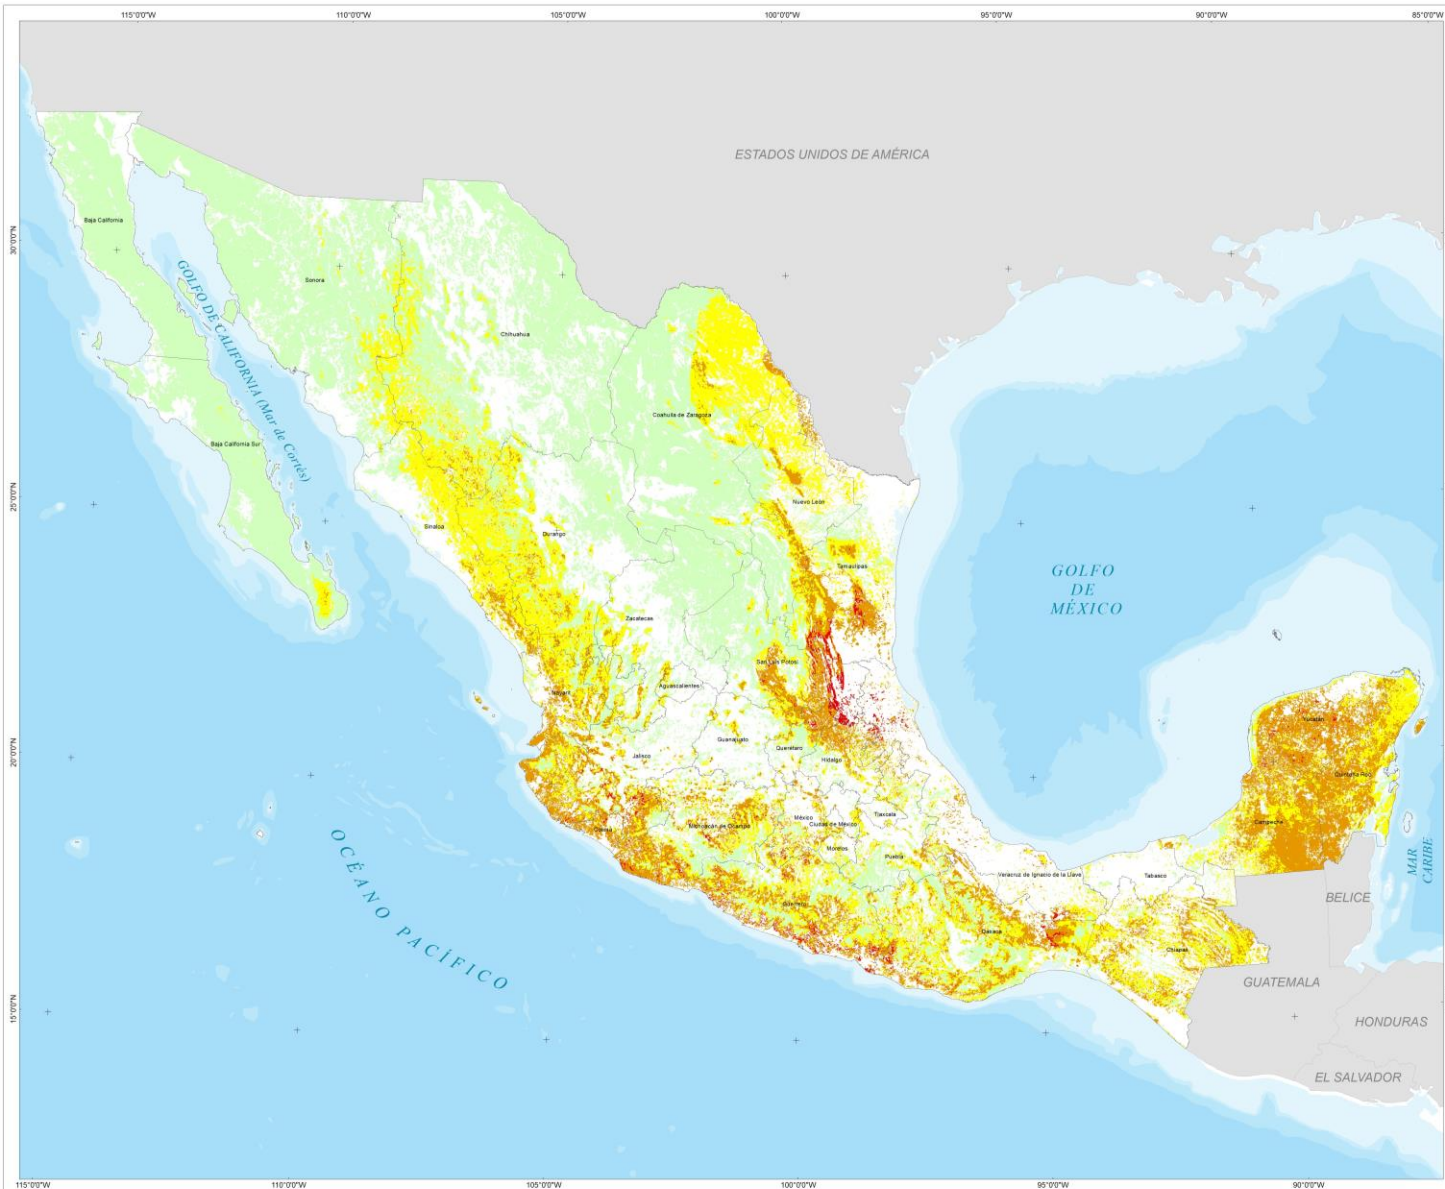 115°0'0"W
110°0'0"W
105°0'0"W
100°0'0"W
95°0'0"W
90°0'0"W
85°0'0"W
ESTADOS UNIDOS DE AMÉRICA
Baja California
30°0'0"N
GOLFO DE CALIFORNIA (Mar de Cortés)
Sonora
Chihuahua
Coahuila de Zaragoza
Baja California Sur
25°0'0"N
Nuevo León
Sinaloa
Durango
Tamaulipas
GOLFO
DE
MÉXICO
Zacatecas
San Luis Potosí
Aguascalientes
Nayarit
Yucatán
Guanajuato
Querétaro
20°0'0"N
Jalisco
Hidalgo
Quintana Roo
México
Tlaxcala
Ciudad de México
Michoacán de Ocampo
Colima
Campeche
Morelos
Puebla
MAR
CARIBE
Veracruz de Ignacio de la Llave
Tabasco
BELICE
Guerrero
OCÉANO PACÍFICO
Oaxaca
Chiapas
GUATEMALA
15°0'0"N
HONDURAS
EL SALVADOR
115°0'0"W
110°0'0"W
105°0'0"W
100°0'0"W
95°0'0"W
90°0'0"W